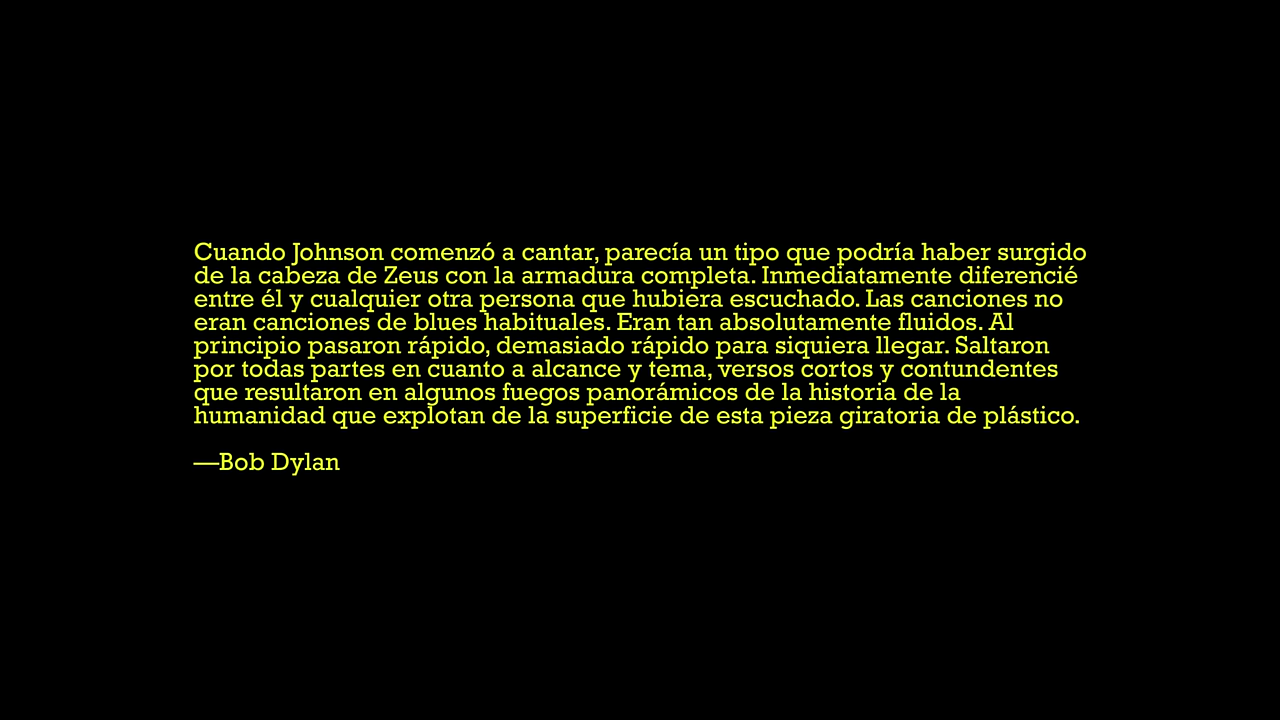 Cuando Johnson comenzó a cantar, parecía un tipo que podría haber surgido
de la cabeza de Zeus con la armadura completa. Inmediatamente diferencié
entre él y cualquier otra persona que hubiera escuchado. Las canciones no
eran canciones de blues habituales. Eran tan absolutamente fluidos. Al
principio pasaron rápido, demasiado rápido para siquiera llegar. Saltaron
por todas partes en cuanto a alcance y tema, versos cortos y contundentes
que resultaron en algunos fuegos panorámicos de la historia de la
humanidad que explotan de la superficie de esta pieza giratoria de plástico.
—Bob Dylan